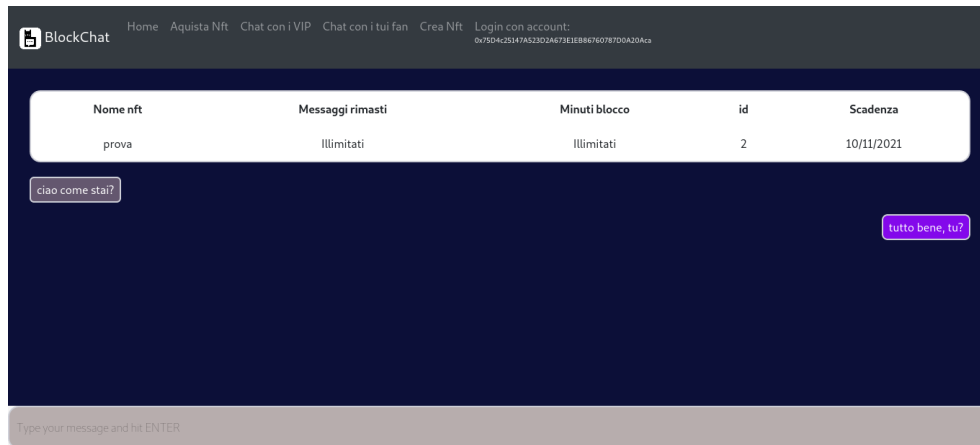 BlockChat Home Aquista Nft Chat con i VIP Chat con i tui fan Crea Nft Login con account:
0x75D4c25147A523D2A673E1EB86760787D0A20Aca
Nome nft Messaggi rimasti Minuti blocco id Scadenza
prova Illimitati Illimitati 2 10/11/2021
ciao come stai?
tutto bene, tu?
Type your message and hit ENTER